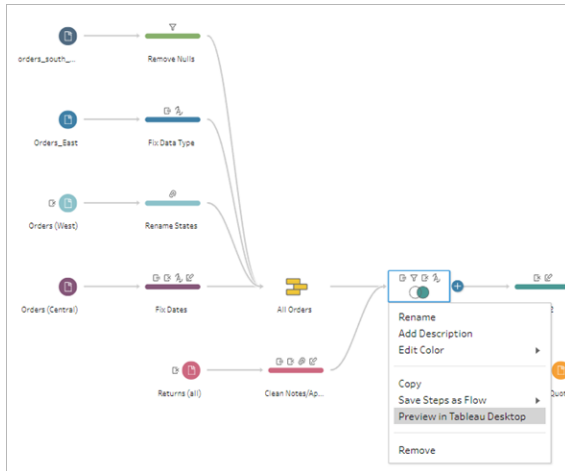 orders_south_...
Remove Nulls
Orders_East
Fix Data Type
Orders (West)
Rename States
Orders (Central)
Fix Dates
All Orders
Returns (all)
Clean Notes/Ap...
Rename
Add Description
Edit Color
Copy
Save Steps as Flow
Preview in Tableau Desktop
Remove
Quot